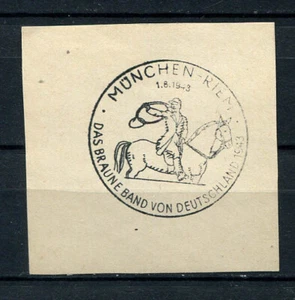 · MÜNCHEN-RIEM ·
1.8.1943
DAS BRAUNE BAND VON DEUTSCHLAND 1943